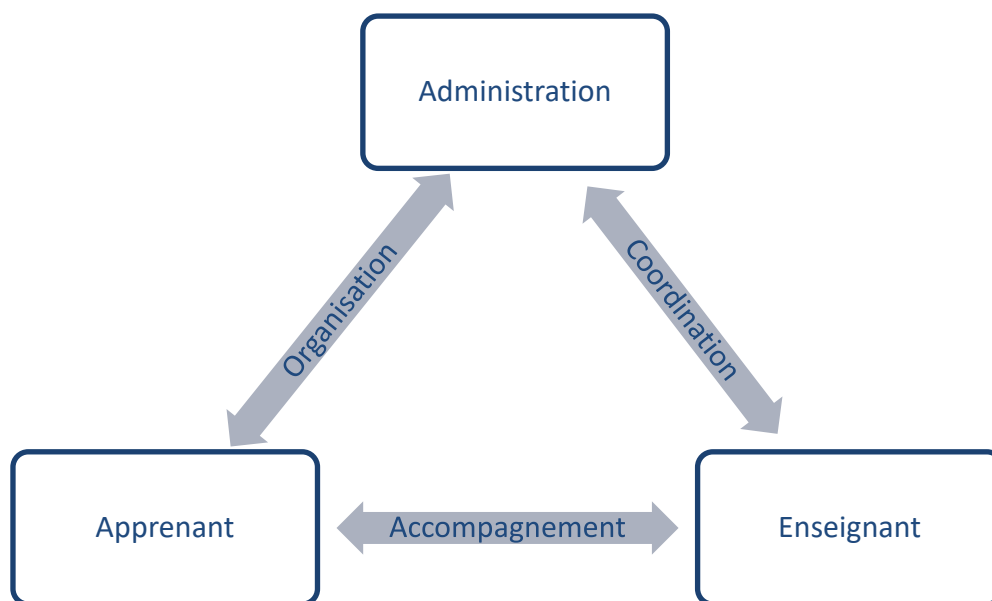 Administration
Organisation
Coordination
Apprenant
Accompagnement
Enseignant